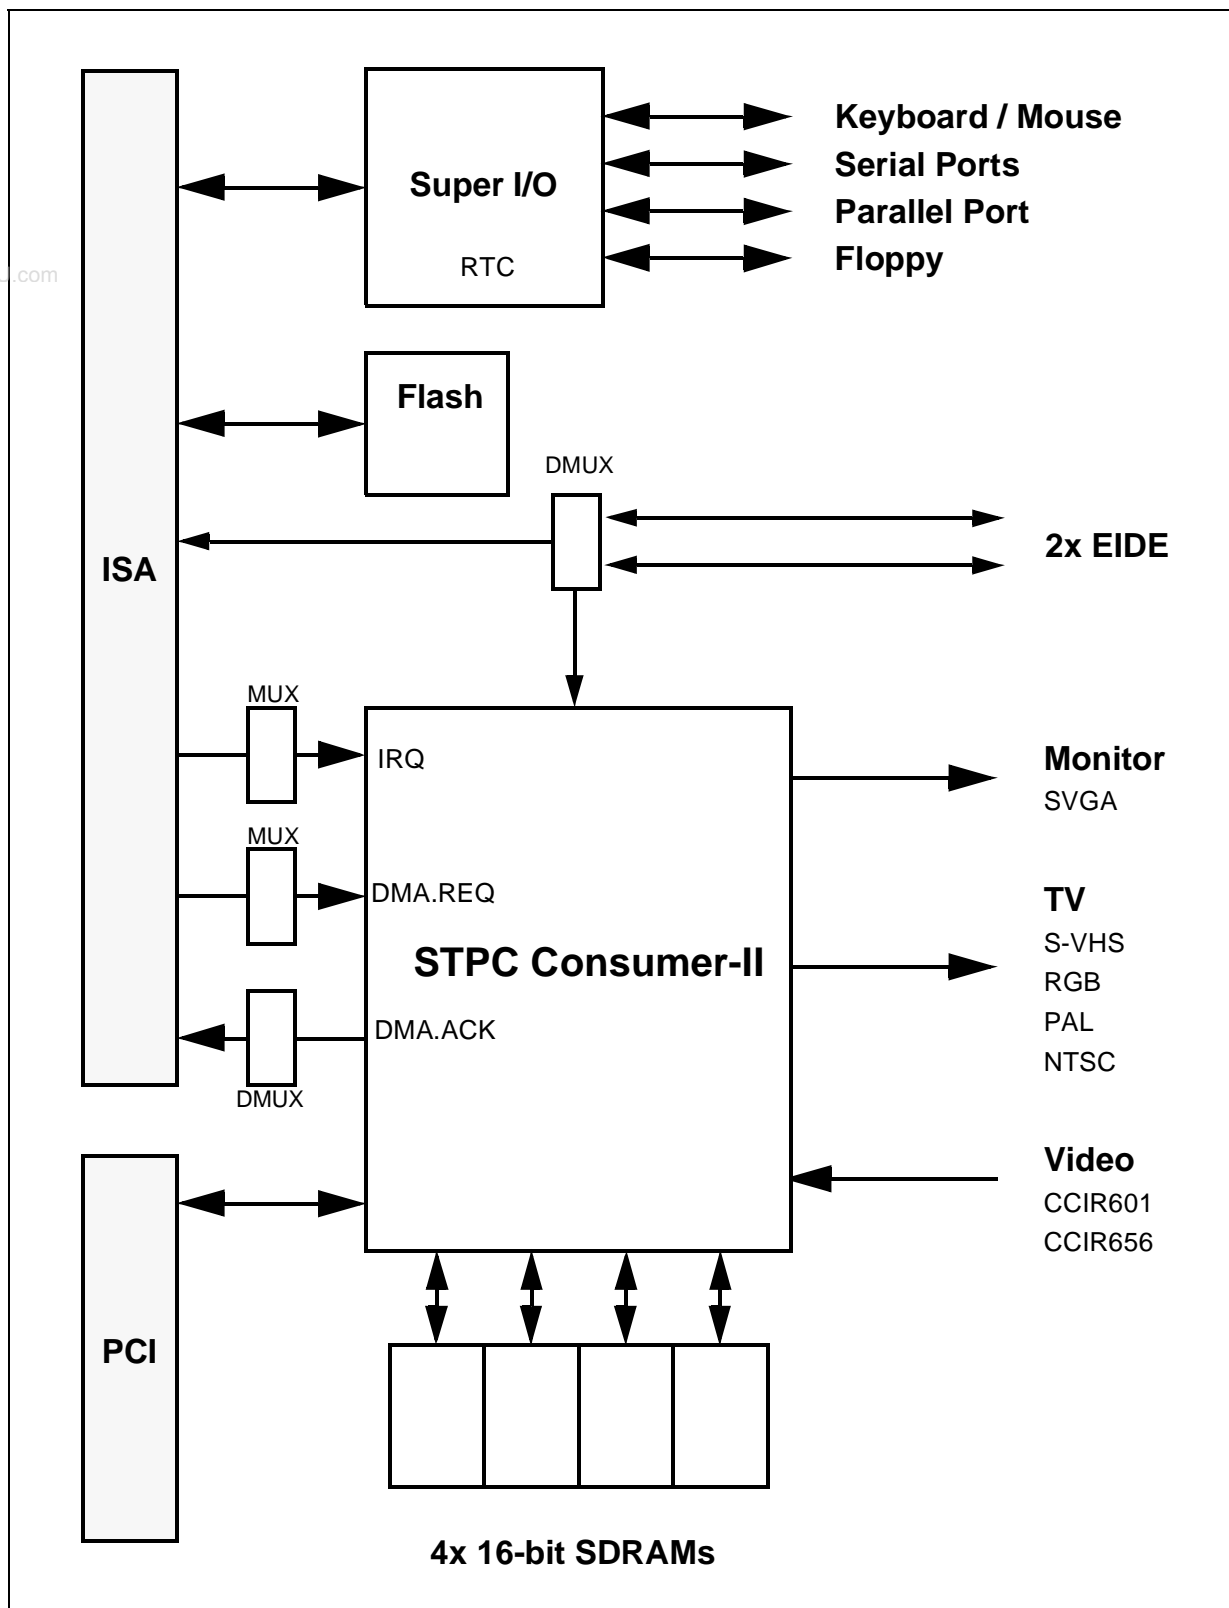 Keyboard / Mouse
Serial Ports
Super I/O
Parallel Port
RTC
Floppy
.com
Flash
DMUX
2x EIDE
ISA
MUX
IRQ
Monitor
SVGA
MUX
DMA.REQ
TV
STPC Consumer-II
S-VHS
RGB
DMA.ACK
PAL
NTSC
DMUX
Video
CCIR601
CCIR656
PCI
4x 16-bit SDRAMs